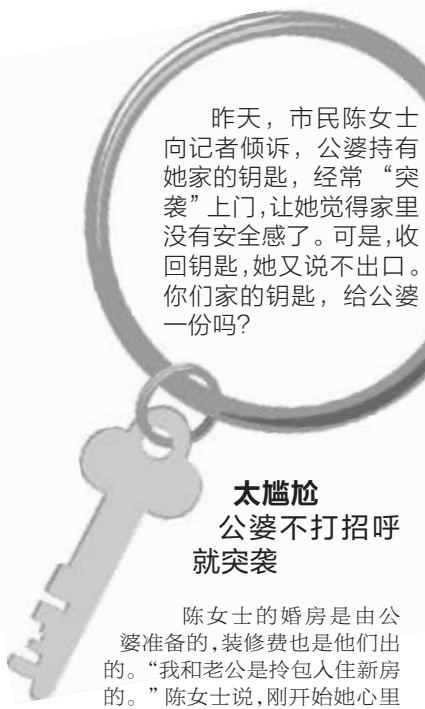 昨天，市民陈女士
向记者倾诉，公婆持有
她家的钥匙，经常“突
袭”上门，让她觉得家里
没有安全感了。可是，收
回钥匙，她又说不出口。
你们家的钥匙，给公婆
一份吗？
太尴尬
公婆不打招呼
就突袭
陈女士的婚房是由公
婆准备的，装修费也是他们出
的。“我和老公是拎包入住新房
的。”陈女士说，刚开始她心里